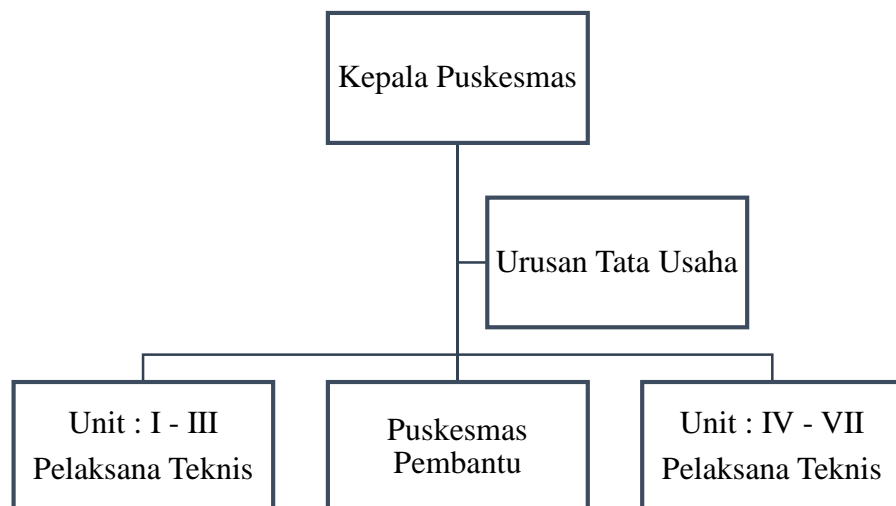 Kepala Puskesmas
Urusan Tata Usaha
Unit : I - III
Pelaksana Teknis
Puskesmas
Pembantu
Unit : IV - VII
Pelaksana Teknis